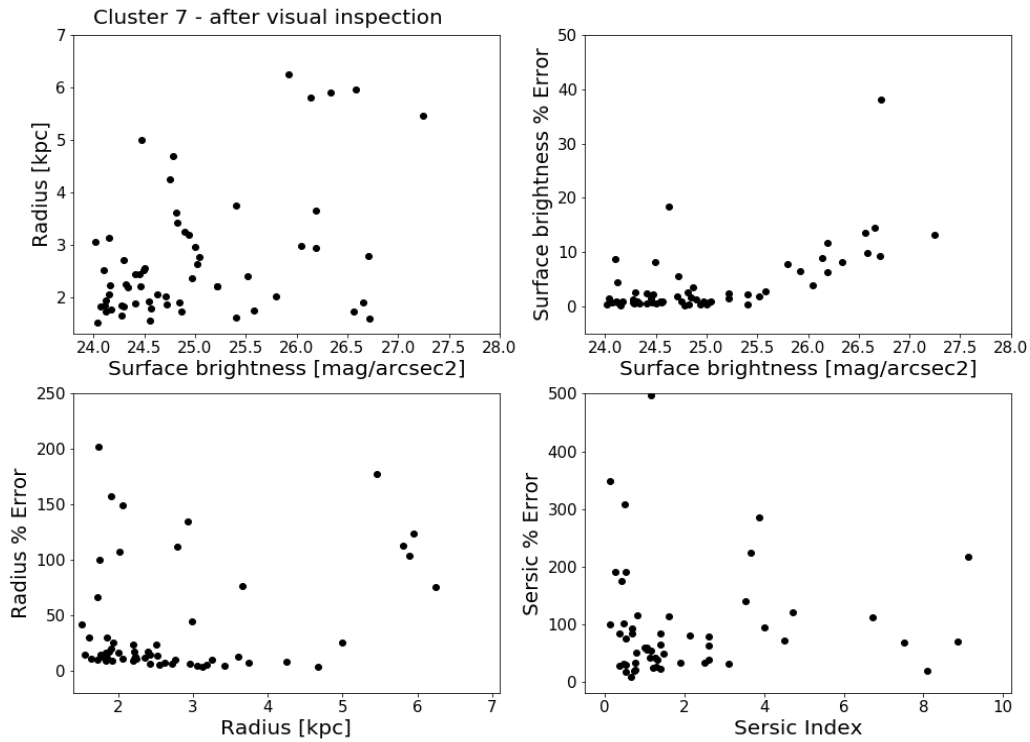 Cluster 7 - after visual inspection
7
6
5
4
3
2
Radius [kpc]
24.0 24.5 25.0 25.5 26.0 26.5 27.0 27.5 28.0
Surface brightness [mag/arcsec2]
50
40
30
20
10
0
Surface brightness % Error
24.0 24.5 25.0 25.5 26.0 26.5 27.0 27.5 28.0
Surface brightness [mag/arcsec2]
250
200
150
100
50
0
Radius % Error
2 3 4 5 6 7
Radius [kpc]
500
400
300
200
100
0
Sersic % Error
0 2 4 6 8 10
Sersic Index